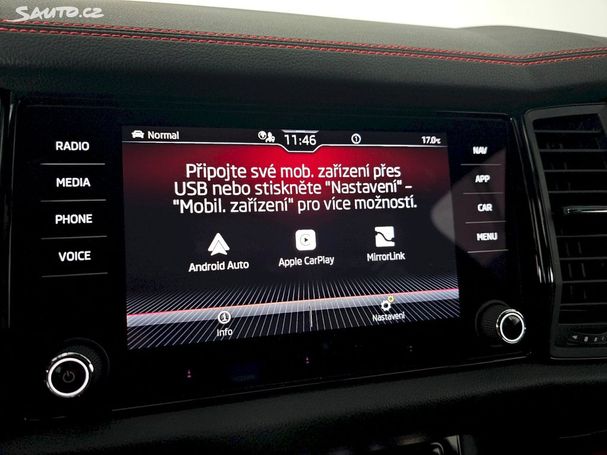 SAUTO.CZ
Normal
11:46
17.0°C
RADIO
MEDIA
PHONE
VOICE
NAV
APP
CAR
MENU
Připojte své mob. zařízení přes
USB nebo stiskněte "Nastavení" –
"Mobil. zařízení" pro více možností.
Android Auto
Apple CarPlay
MirrorLink
Info
Nastavení